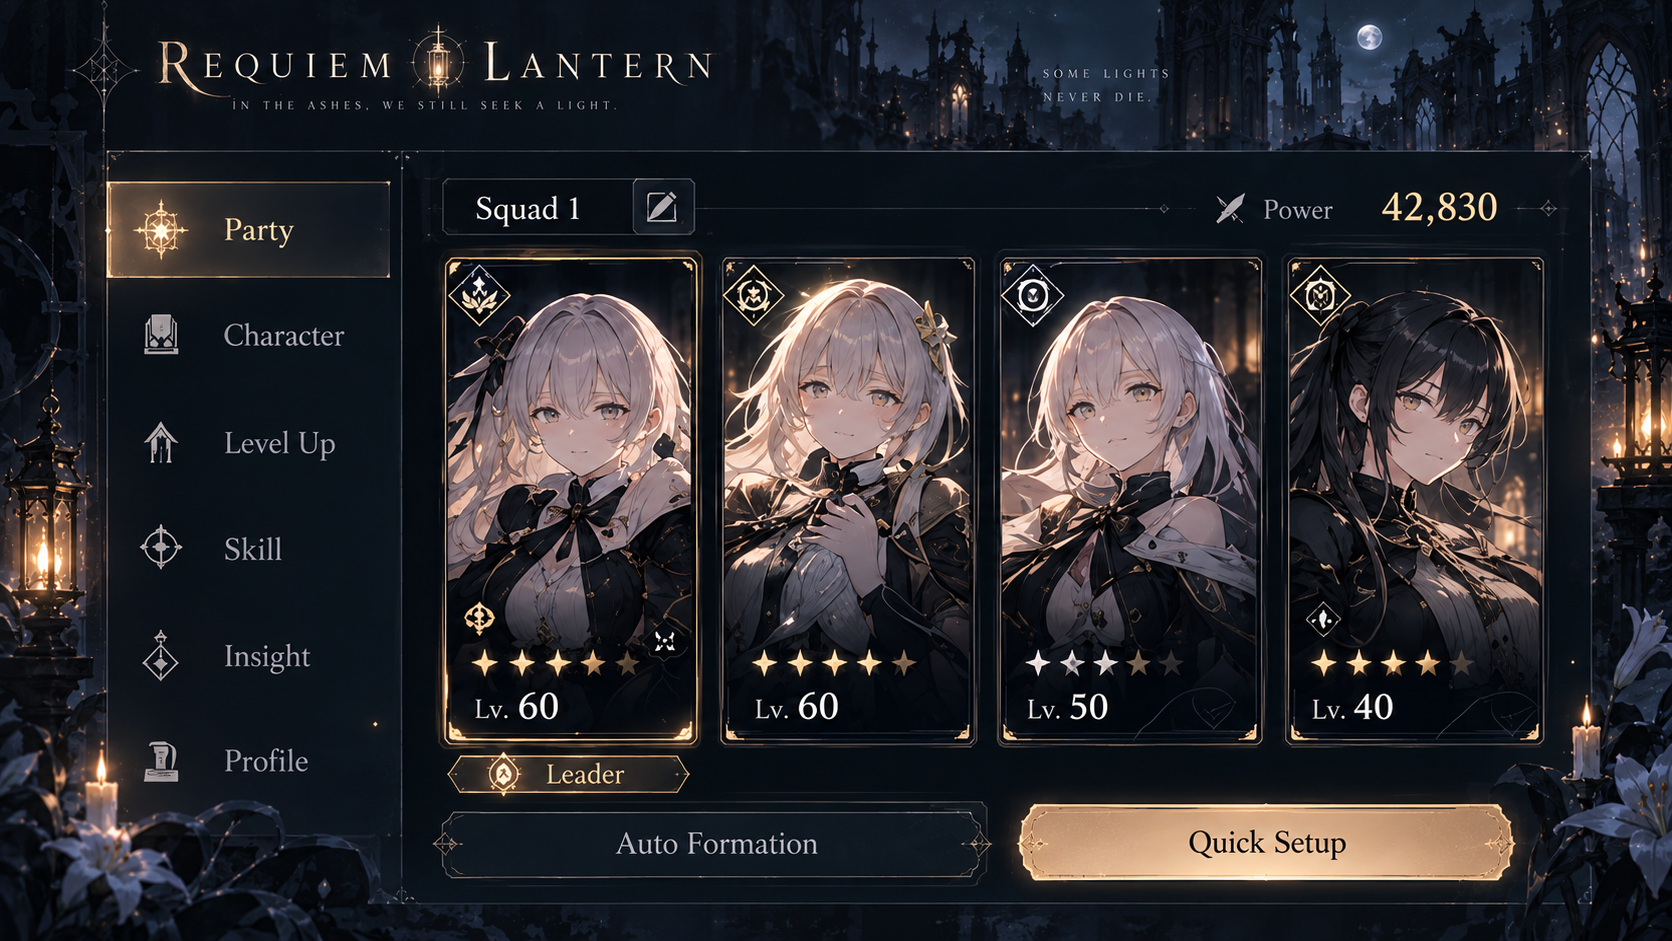 REQUIEM LANTERN
IN THE ASHES, WE STILL SEEK A LIGHT.
SOME LIGHTS
NEVER DIE.
Party
Character
Level Up
Skill
Insight
Profile
Squad 1
Power 42,830
Lv. 60
Lv. 60
Lv. 50
Lv. 40
Leader
Auto Formation
Quick Setup